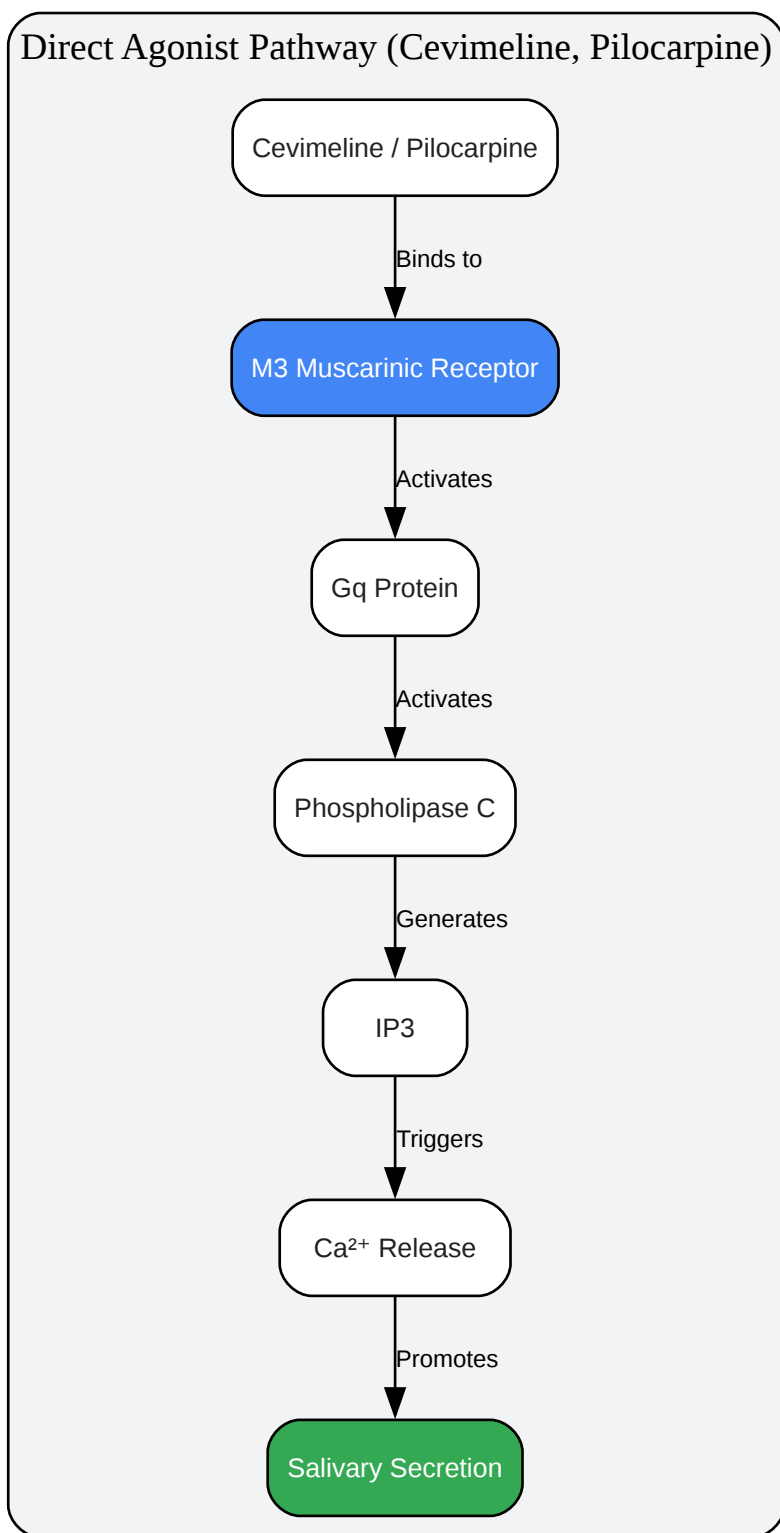 Direct Agonist Pathway (Cevimeline, Pilocarpine)
Cevimeline / Pilocarpine
Binds to
M3 Muscarinic Receptor
Activates
Gq Protein
Activates
Phospholipase C
Generates
IP3
Triggers
Ca²⁺ Release
Promotes
Salivary Secretion